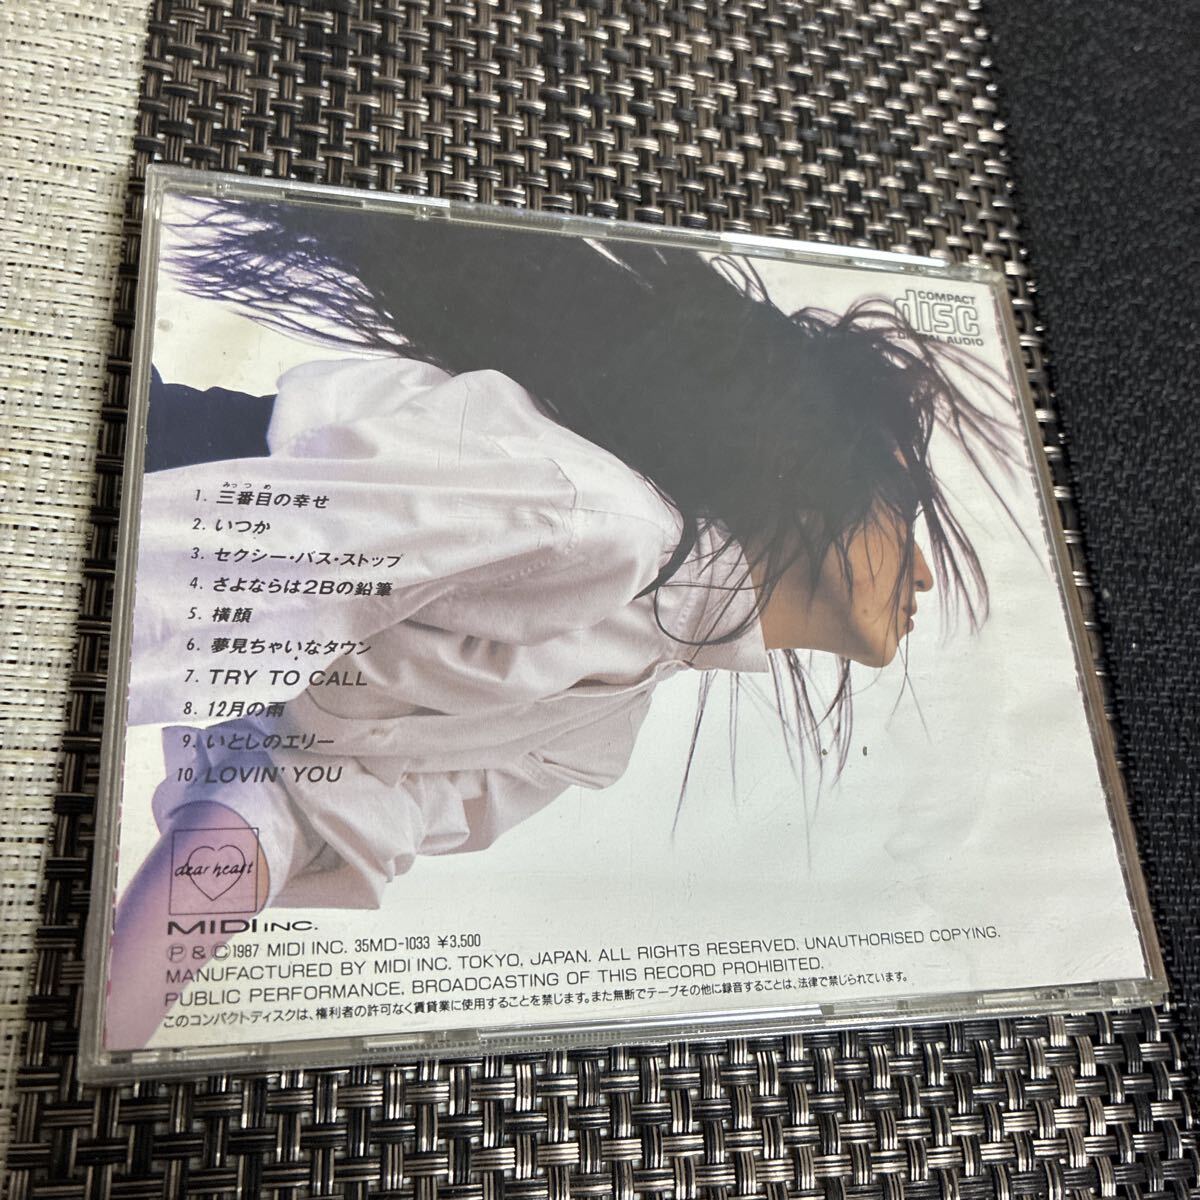 COMPACT
disc
DIGITAL AUDIO
みっつめ
1. 三番目の幸せ
2. いつか
3. セクシー・バス・ストップ
4. さよならは2Bの鉛筆
5. 横顔
6. 夢見ちゃいなタウン
7. TRY TO CALL
8. 12月の雨
9. いとしのエリー
10. LOVIN' YOU
dear heart
MIDI INC.
Ⓟ & Ⓒ1987 MIDI INC. 35MD-1033 ¥3,500
MANUFACTURED BY MIDI INC. TOKYO, JAPAN. ALL RIGHTS RESERVED. UNAUTHORISED COPYING.
PUBLIC PERFORMANCE. BROADCASTING OF THIS RECORD PROHIBITED.
このコンパクトディスクは、権利者の許可なく賃貸業に使用することを禁じます。また無断でテープその他に録音することは、法律で禁じられています。